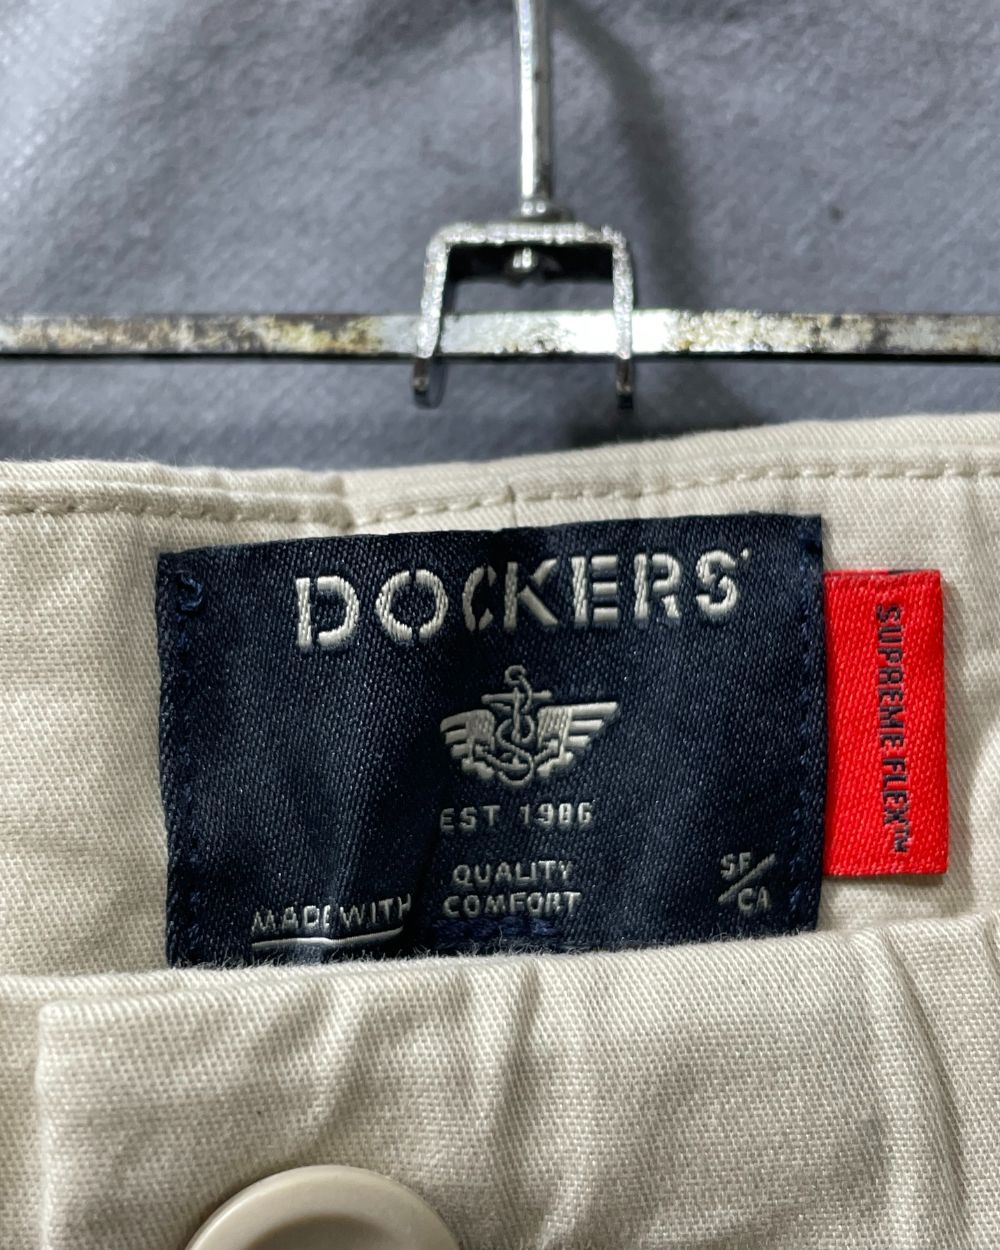 DOCKERS
EST 1986
QUALITY
COMFORT
MADE WITH
SF/CA
SUPREME FLEX™